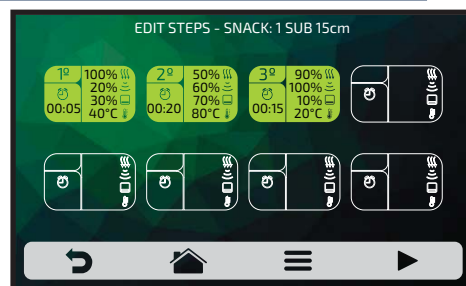 EDIT STEPS - SNACK: 1 SUB 15cm
1º 100% 2º 50% 3º 90%
20% 60% 100%
00:05 30% 00:20 70% 00:15 10%
40°C 80°C 20°C